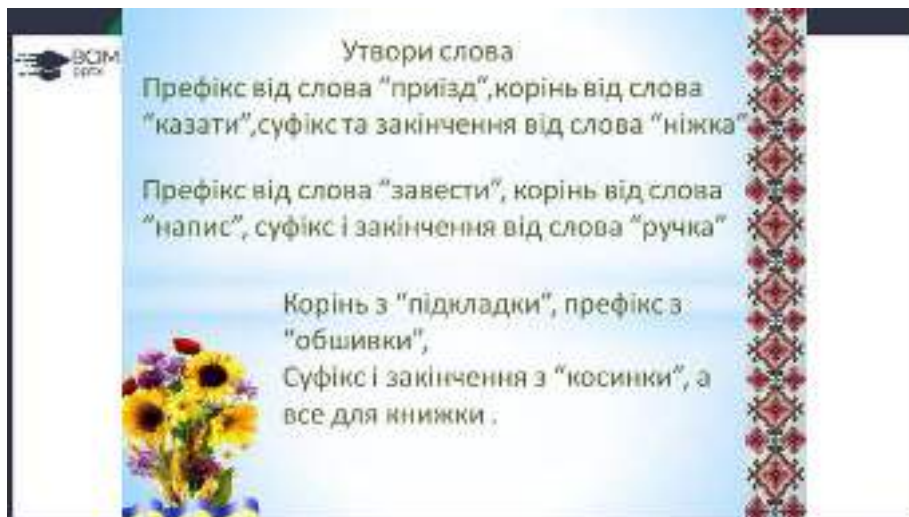 ВСІМ
Утвори слова
Префікс від слова "приїзд",корінь від слова
"казати",суфікс та закінчення від слова "ніжка"
Префікс від слова "завести", корінь від слова
"напис", суфікс і закінчення від слова "ручка"
Корінь з "підкладки", префікс з
"обшивки",
Суфікс і закінчення з "косинки", а
все для книжки .